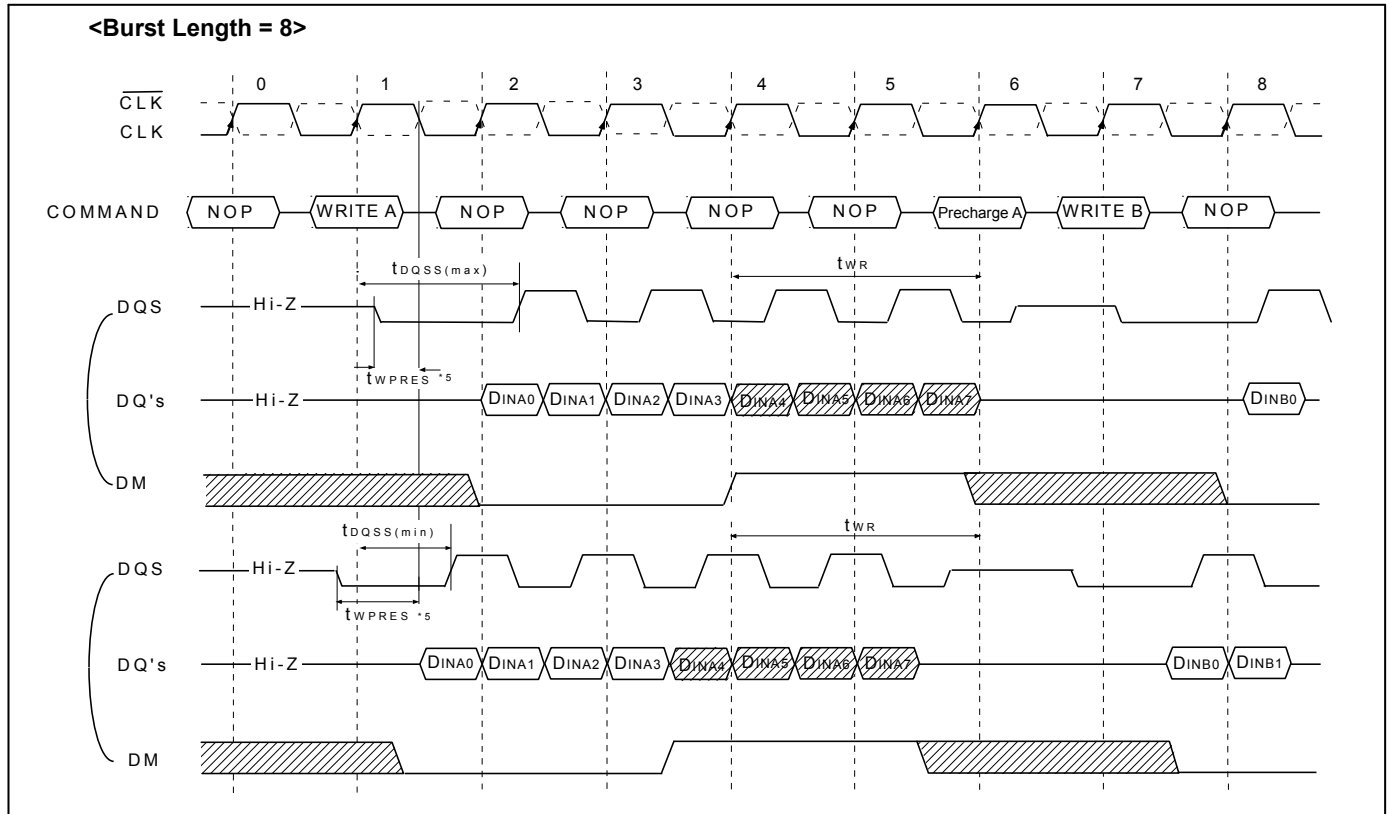 <Burst Length = 8>
0 1 2 3 4 5 6 7 8
CLK
CLK
COMMAND NOP WRITE A NOP NOP NOP NOP Precharge A WRITE B NOP
tDQSS(max) tWR
DQS Hi-Z
tWPRES *5
DQ's Hi-Z DINA0 DINA1 DINA2 DINA3 DINA4 DINA5 DINA6 DINA7 DINB0
DM
tDQSS(min) tWR
DQS Hi-Z
tWPRES *5
DQ's Hi-Z DINA0 DINA1 DINA2 DINA3 DINA4 DINA5 DINA6 DINA7 DINB0 DINB1
DM